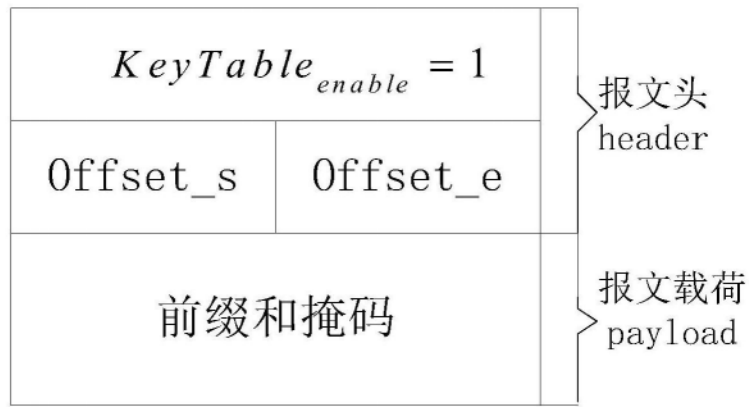 KeyTable_enable = 1
报文头
header
Offset_s
Offset_e
前缀和掩码
报文载荷
payload